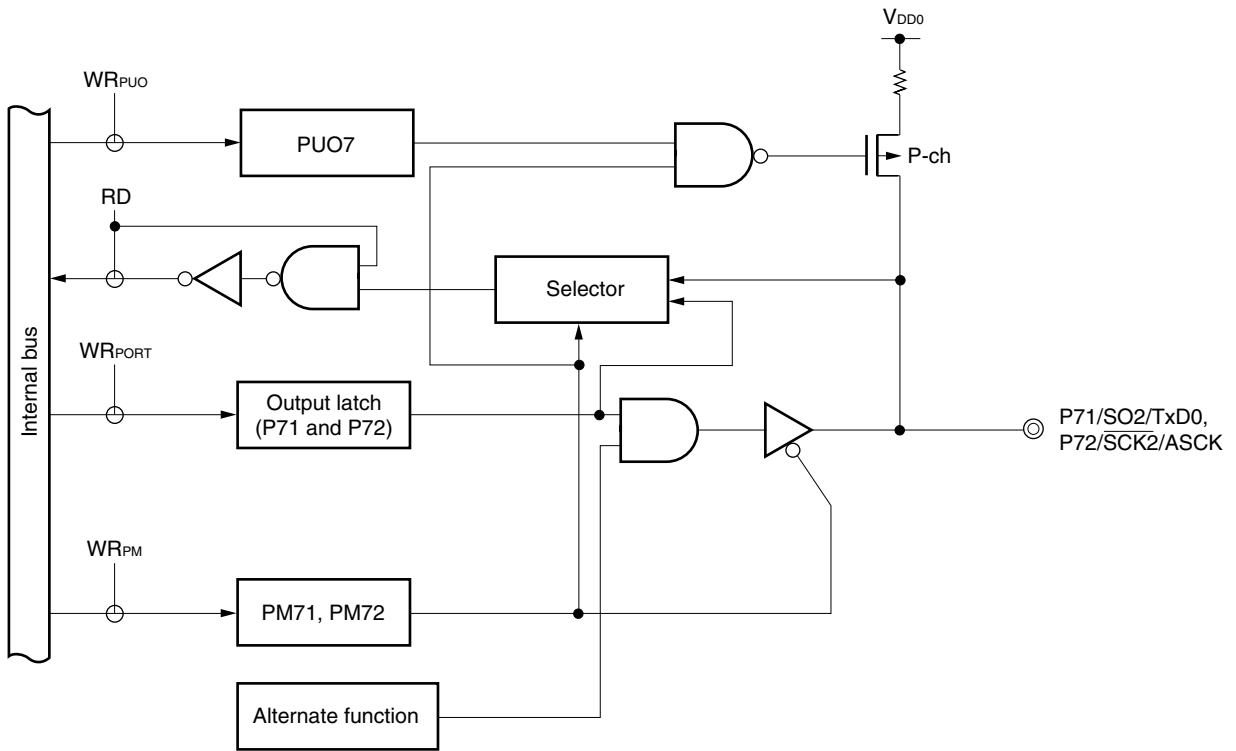 VDD0
WRPUO
PUO7
P-ch
RD
Selector
Internal bus
WRPORT
Output latch
(P71 and P72)
P71/SO2/TxD0,
P72/SCK2/ASCK
WRPM
PM71, PM72
Alternate function